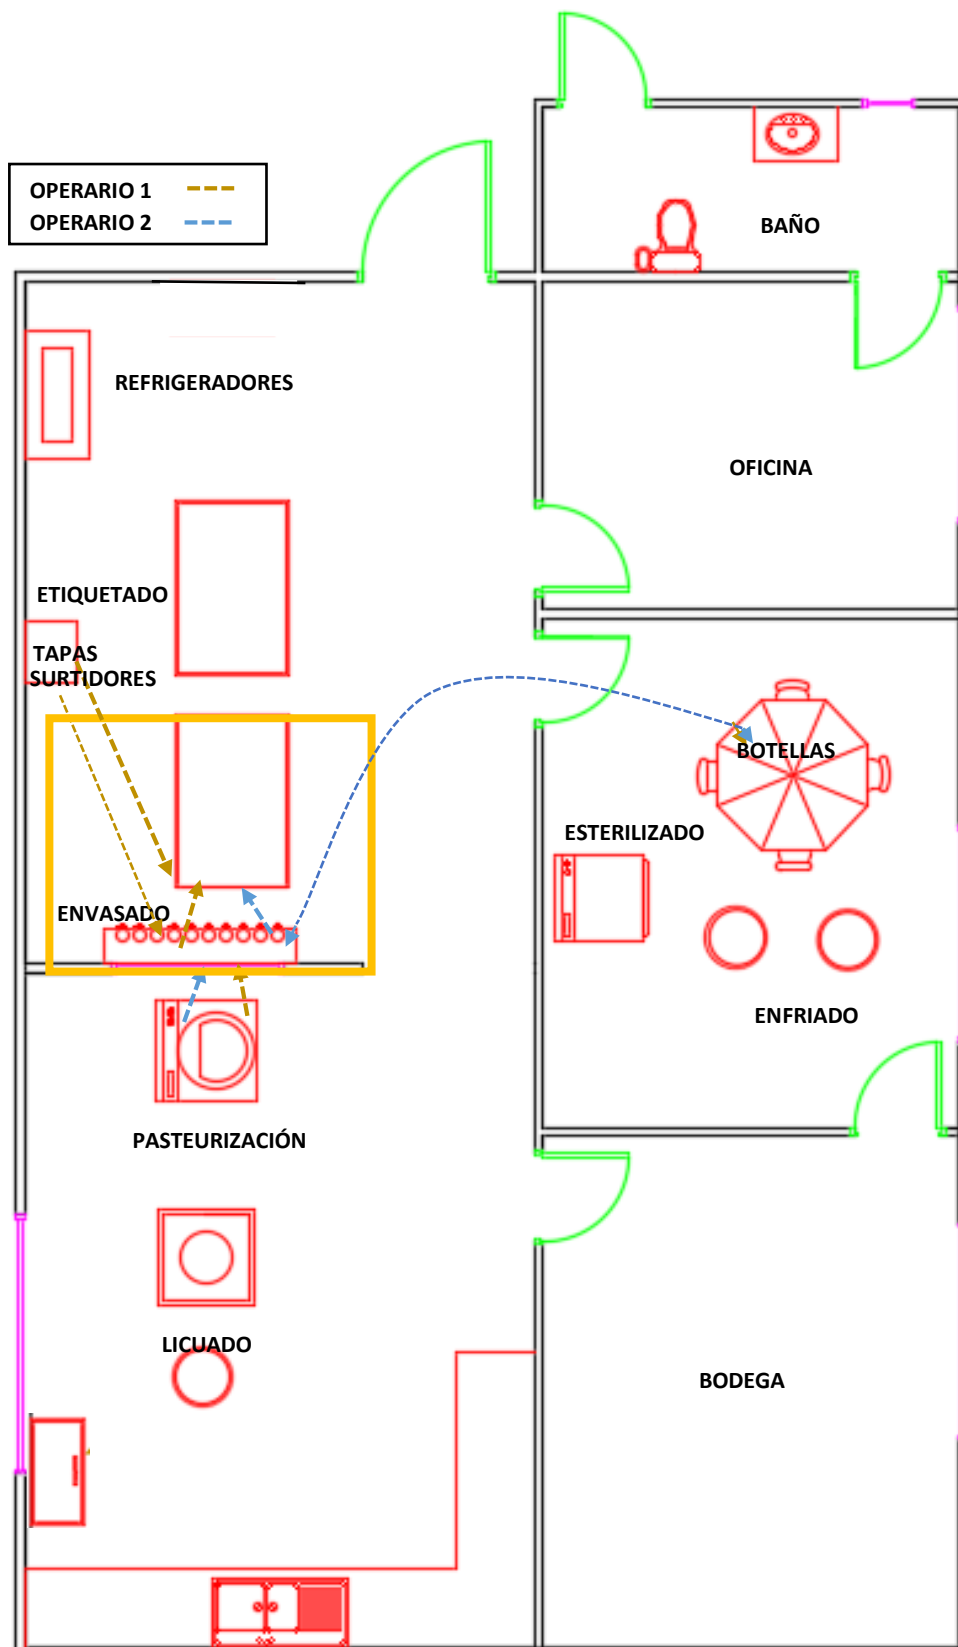 OPERARIO 1
OPERARIO 2
BAÑO
REFRIGERADORES
OFICINA
ETIQUETADO
TAPAS
SURTIDORES
BOTELLAS
ESTERILIZADO
ENVASADO
ENFRIADO
PASTEURIZACIÓN
LICUADO
BODEGA